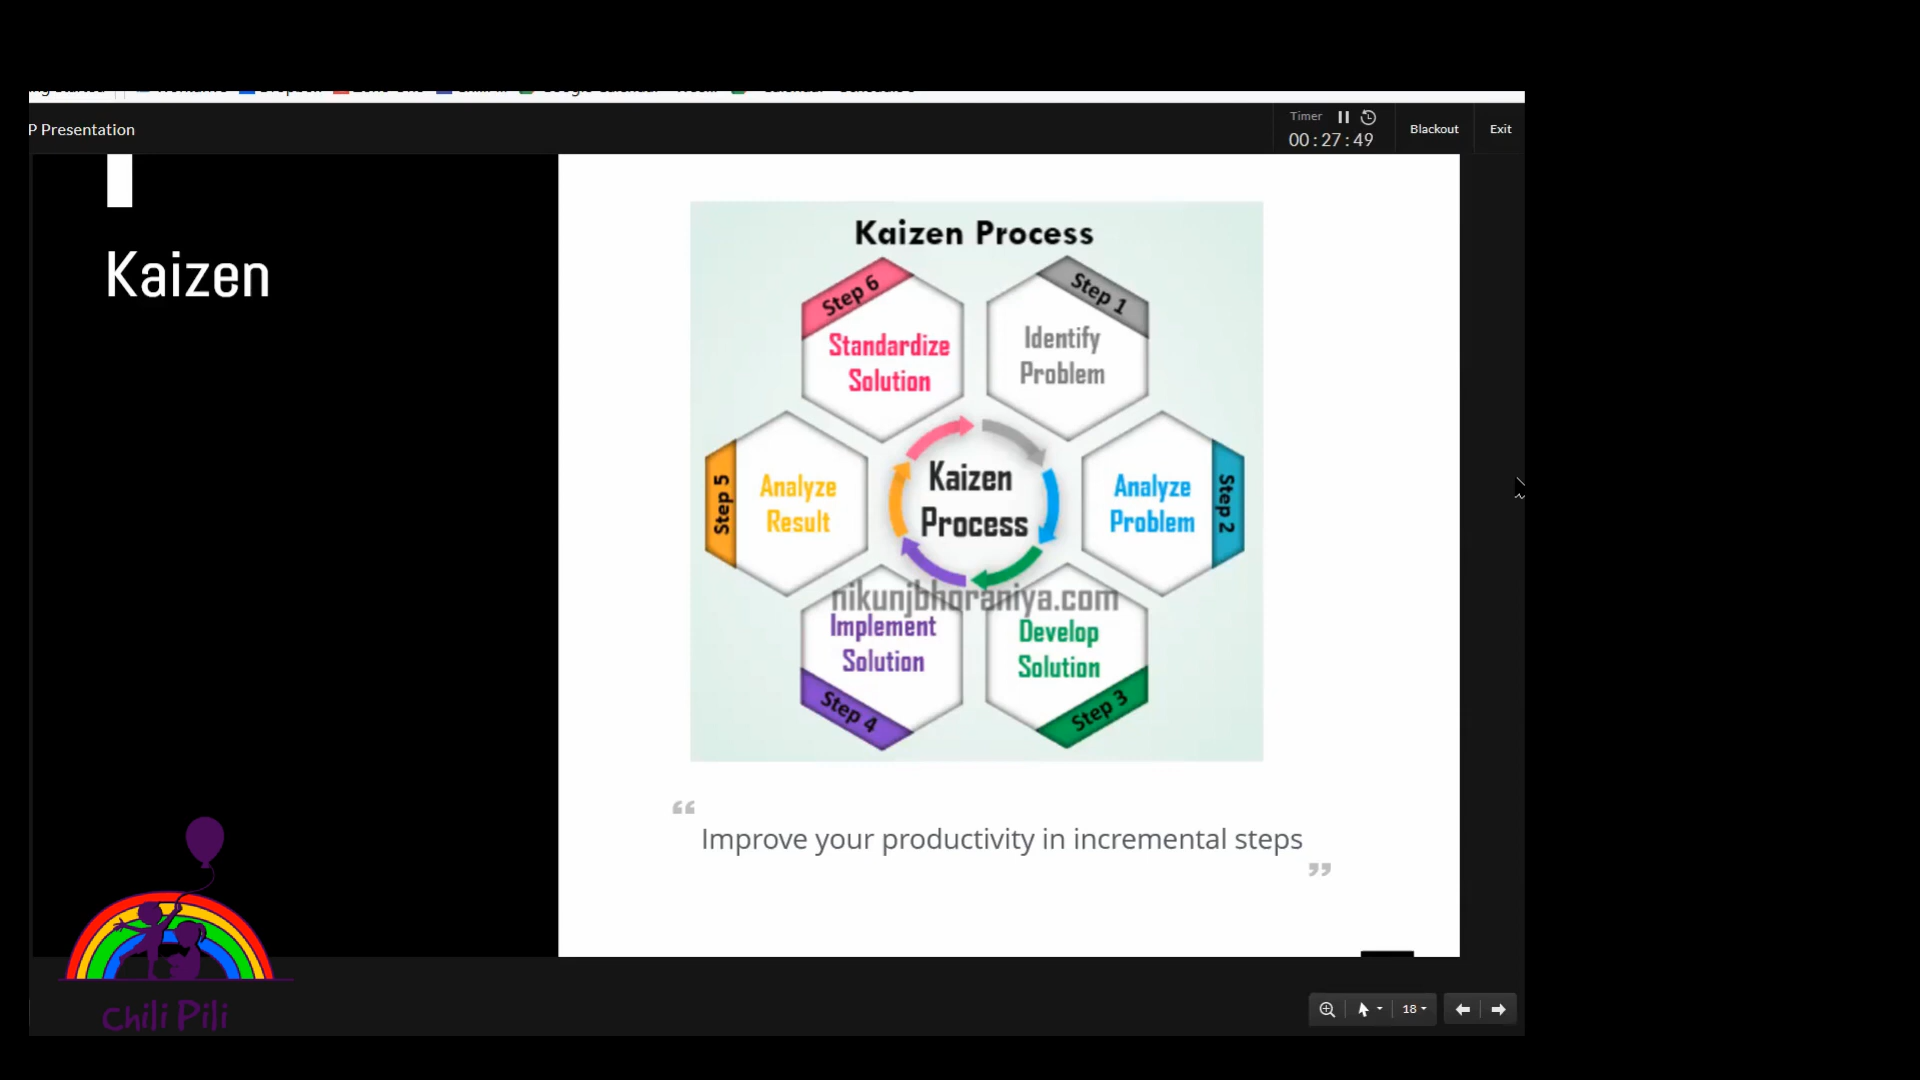 P Presentation
Timer
00:27:49
Blackout
Exit
Kaizen
Kaizen Process
Step 6
Standardize
Solution
Step 1
Identify
Problem
Step 5
Analyze
Result
Kaizen
Process
Analyze
Problem
Step 2
nikunjbhoraniya.com
Implement
Solution
Step 4
Develop
Solution
Step 3
“
Improve your productivity in incremental steps
”
Chili Pili
18